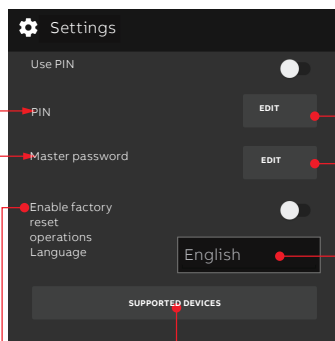 Settings
Use PIN
PIN
EDIT
Master password
EDIT
Enable factory
reset
operations
Language
English
SUPPORTED DEVICES